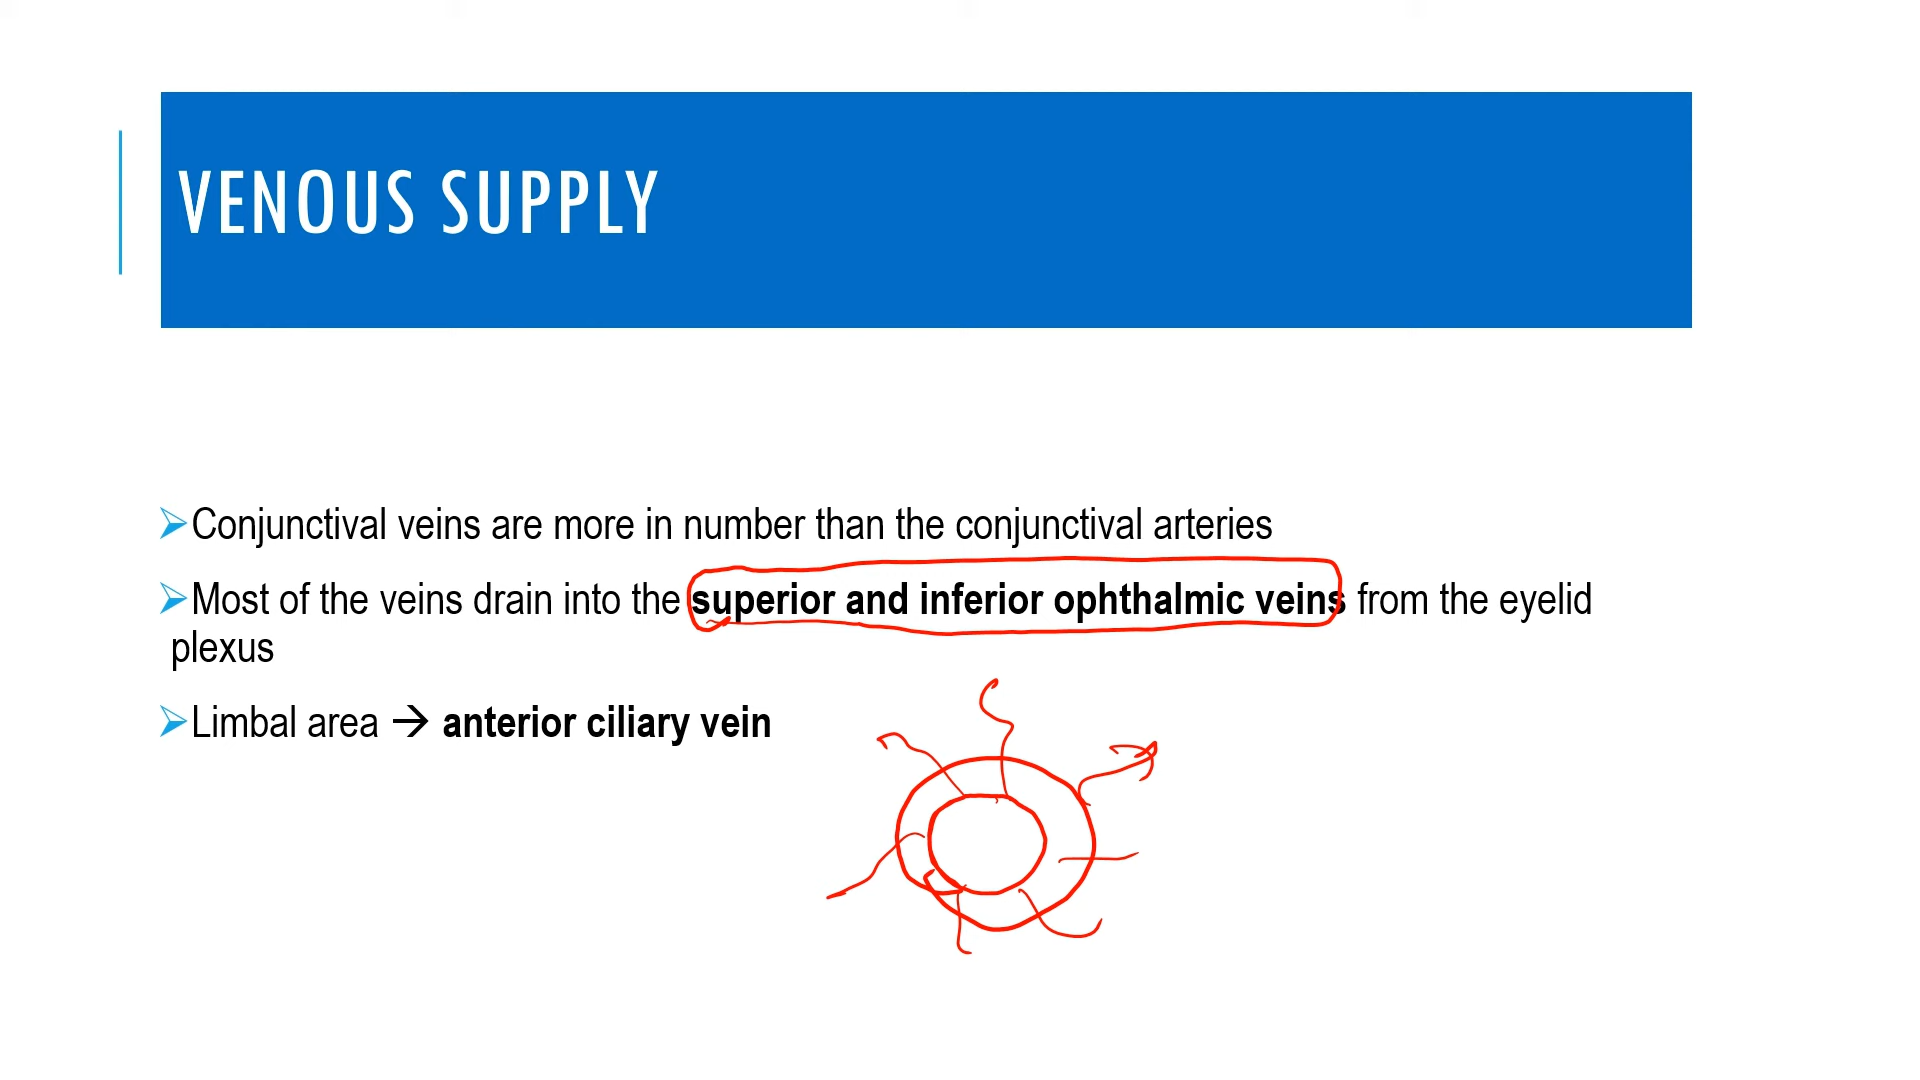 VENOUS SUPPLY
Conjunctival veins are more in number than the conjunctival arteries
Most of the veins drain into the superior and inferior ophthalmic veins from the eyelid
plexus
Limbal area → anterior ciliary vein